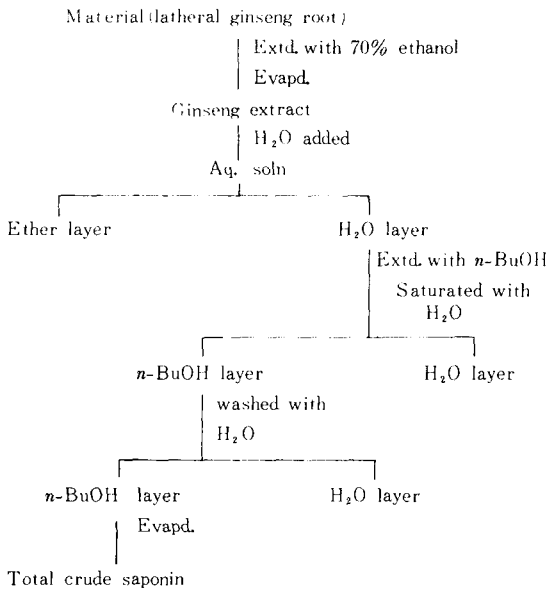 Material (latheral ginseng root)
Extd. with 70% ethanol
Evapd.
Ginseng extract
H₂O added
Aq. soln
Ether layer
H₂O layer
Extd. with n-BuOH
Saturated with
H₂O
n-BuOH layer
H₂O layer
washed with
H₂O
n-BuOH layer
H₂O layer
Evapd.
Total crude saponin